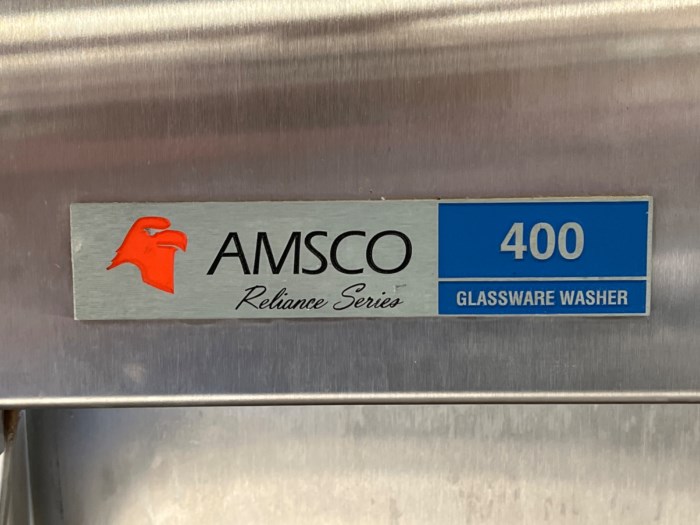 AMSCO
Reliance Series
400
GLASSWARE WASHER